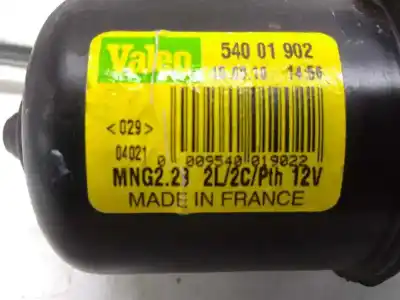 Valeo 540 01 902
14:56
<029>
04021
0 009540 019022
MNG2.2 2L/2C/Pth 12V
MADE IN FRANCE